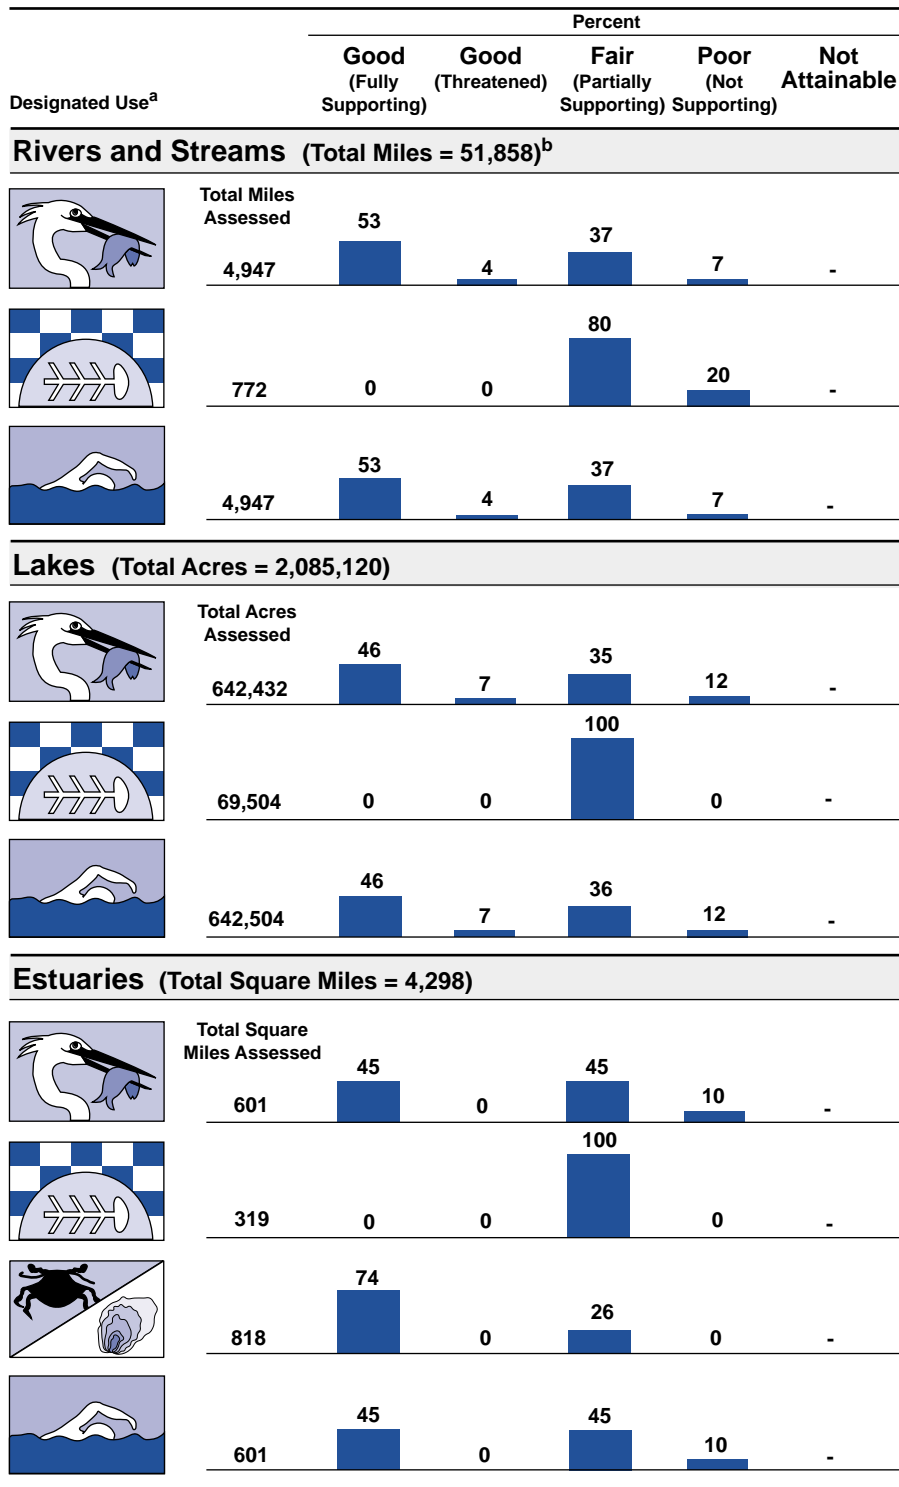 Percent
Good Good Fair Poor Not
(Fully (Threatened) (Partially (Not Attainable
Designated Useᵃ Supporting) Supporting) Supporting)
Rivers and Streams (Total Miles = 51,858)ᵇ
Total Miles
Assessed
53 37
4,947 4 7 -
80
20
772 0 0 -
53 37
4,947 4 7 -
Lakes (Total Acres = 2,085,120)
Total Acres
Assessed
46 35
642,432 7 12 -
100
69,504 0 0 0 -
46 36
642,504 7 12 -
Estuaries (Total Square Miles = 4,298)
Total Square
Miles Assessed
45 45
601 0 10 -
100
319 0 0 0 -
74
26
818 0 0 -
45 45
601 0 10 -